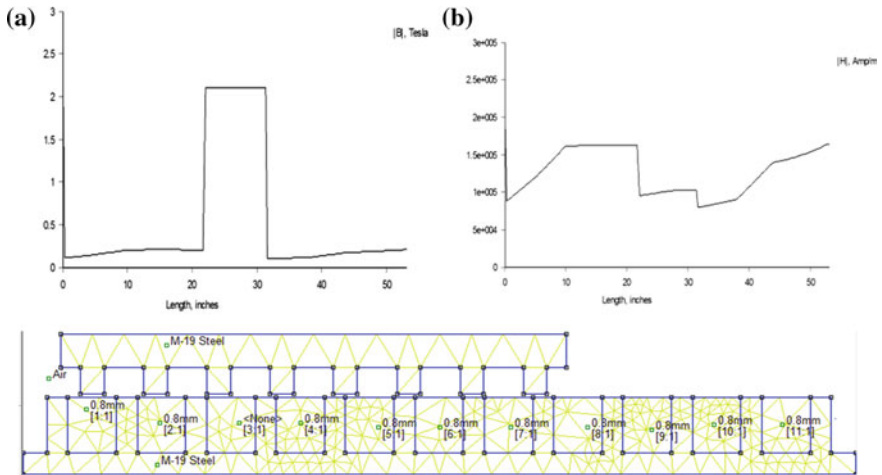 (a)
|B|, Tesla
3
2.5
2
1.5
1
0.5
0
0 10 20 30 40 50
Length, inches
(b)
|H|, Amp/m
3e+005
2.5e+005
2e+005
1.5e+005
1e+005
5e+004
0
0 10 20 30 40 50
Length, inches
M-19 Steel
Air
0.8mm
[1:1]
0.8mm
[2:1]
<None>
[3:1]
0.8mm
[4:1]
0.8mm
[5:1]
0.8mm
[6:1]
0.8mm
[7:1]
0.8mm
[8:1]
0.8mm
[9:1]
0.8mm
[10:1]
0.8mm
[11:1]
M-19 Steel